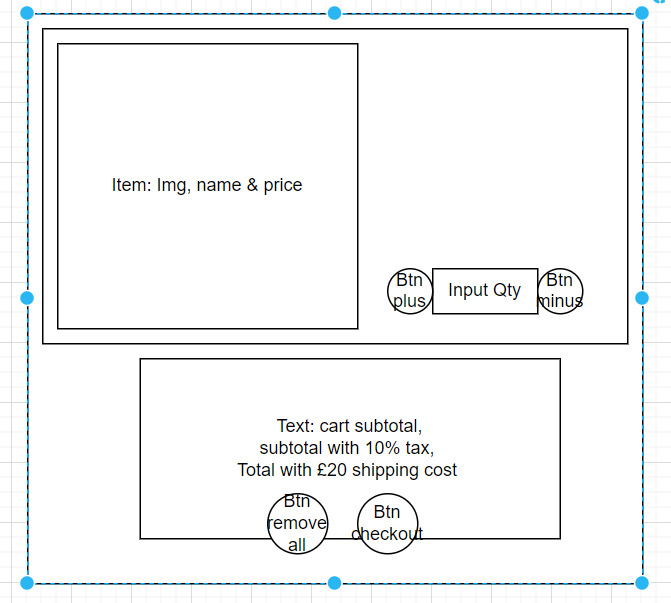 Item: Img, name & price
Btn
plus
Input Qty
Btn
minus
Text: cart subtotal,
subtotal with 10% tax,
Total with £20 shipping cost
Btn
remove
all
Btn
checkout